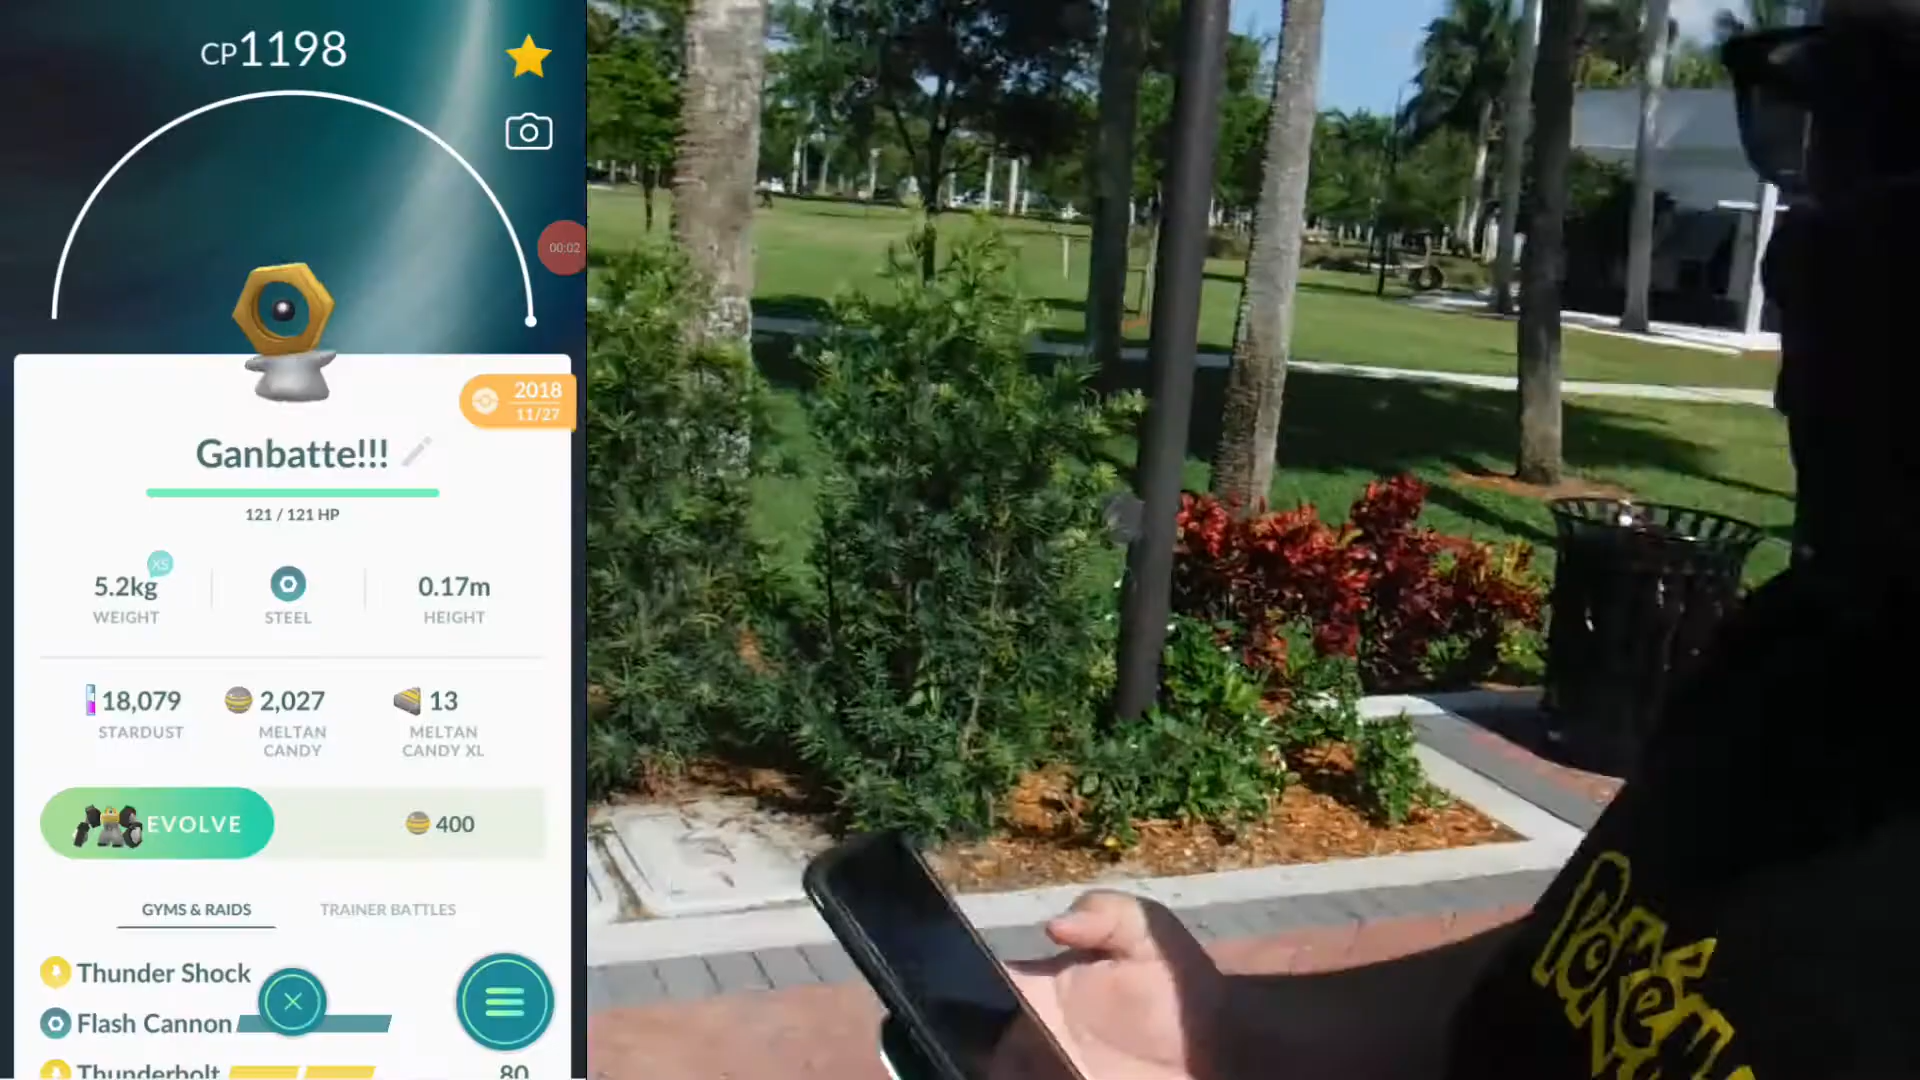 CP1198
00:02
2018
11/27
Ganbatte!!!
121 / 121 HP
XS
5.2kg
WEIGHT
STEEL
0.17m
HEIGHT
18,079
STARDUST
2,027
MELTAN
CANDY
13
MELTAN
CANDY XL
EVOLVE
400
GYMS & RAIDS
TRAINER BATTLES
Thunder Shock
Flash Cannon
Thunderbolt
80